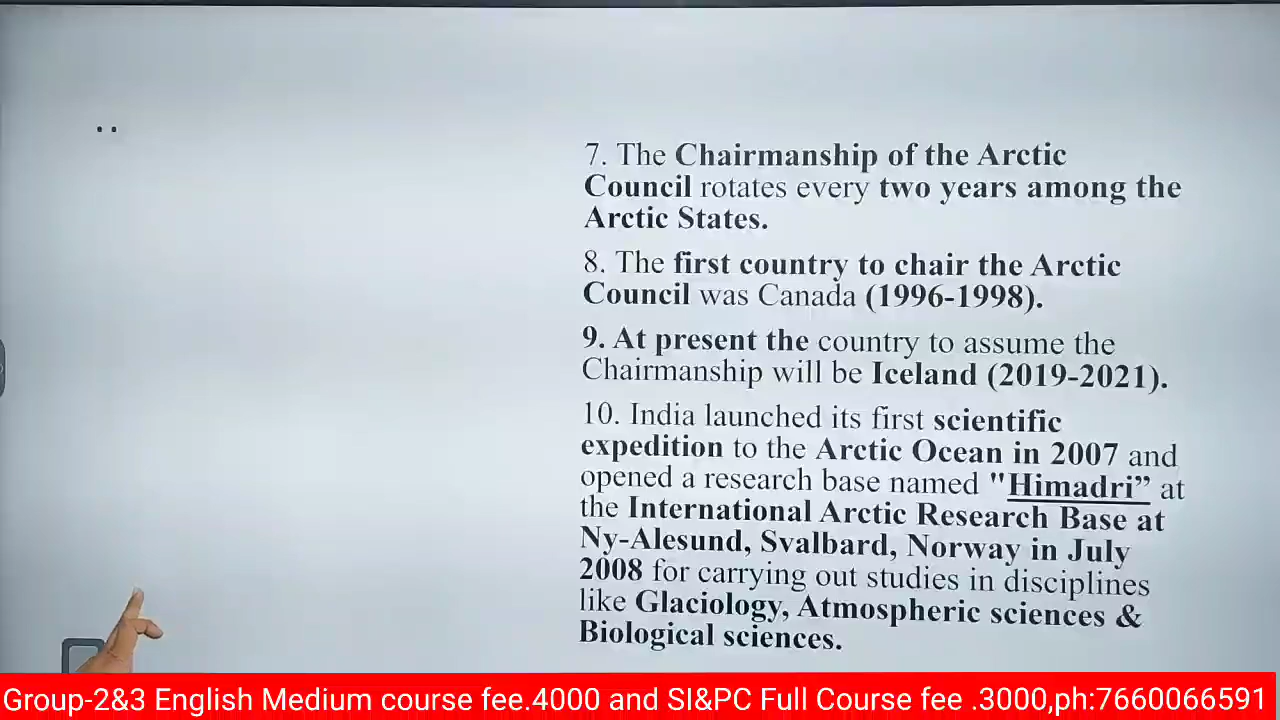 7. The Chairmanship of the Arctic
Council rotates every two years among the
Arctic States.
8. The first country to chair the Arctic
Council was Canada (1996-1998).
9. At present the country to assume the
Chairmanship will be Iceland (2019-2021).
10. India launched its first scientific
expedition to the Arctic Ocean in 2007 and
opened a research base named "Himadri” at
the International Arctic Research Base at
Ny-Alesund, Svalbard, Norway in July
2008 for carrying out studies in disciplines
like Glaciology, Atmospheric sciences &
Biological sciences.
Group-2&3 English Medium course fee.4000 and SI&PC Full Course fee .3000,ph:7660066591